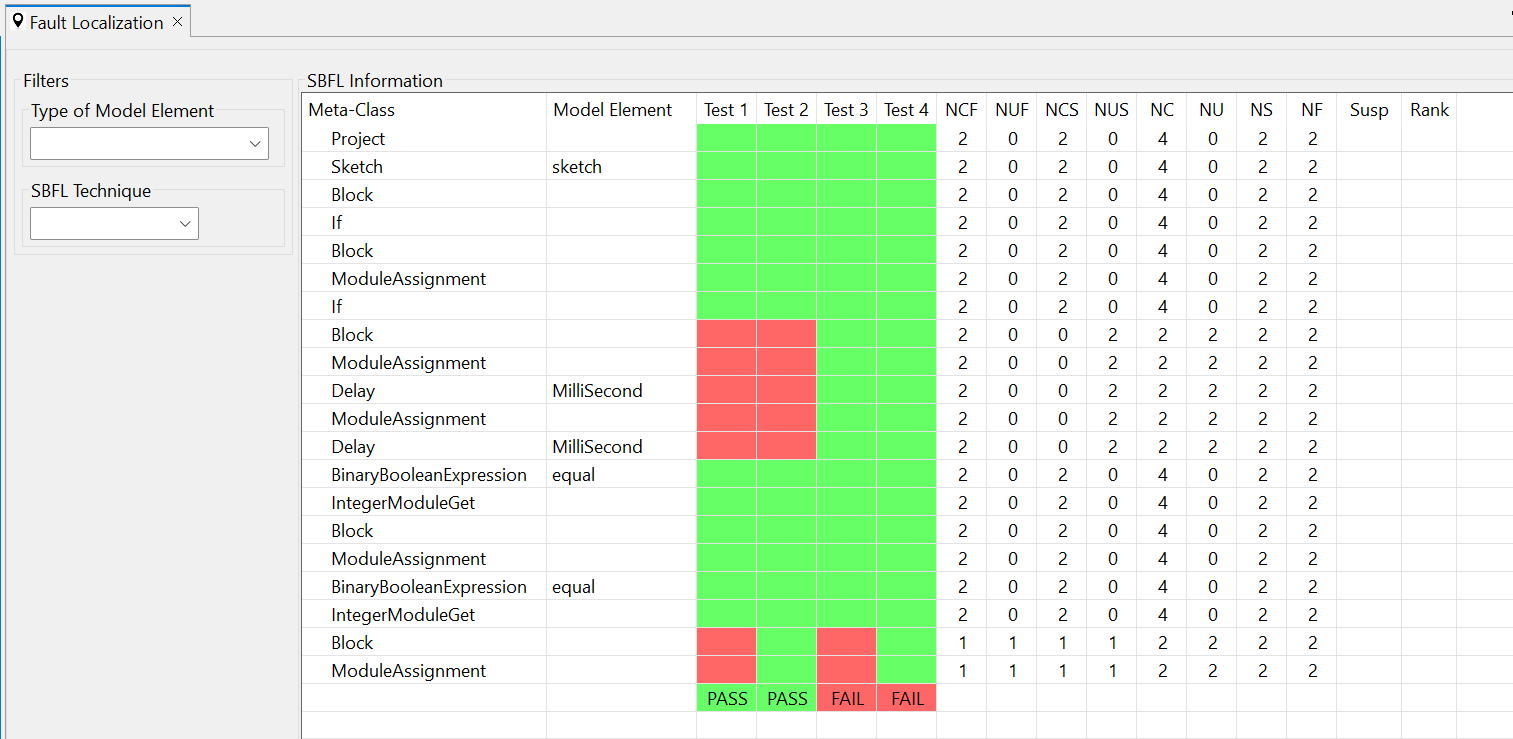 Fault Localization ×
Filters
Type of Model Element
SBFL Technique
SBFL Information
Meta-Class Model Element Test 1 Test 2 Test 3 Test 4 NCF NUF NCS NUS NC NU NS NF Susp Rank
Project 2 0 2 0 4 0 2 2
Sketch sketch 2 0 2 0 4 0 2 2
Block 2 0 2 0 4 0 2 2
If 2 0 2 0 4 0 2 2
Block 2 0 2 0 4 0 2 2
ModuleAssignment 2 0 2 0 4 0 2 2
If 2 0 2 0 4 0 2 2
Block 2 0 0 2 2 2 2 2
ModuleAssignment 2 0 0 2 2 2 2 2
Delay MilliSecond 2 0 0 2 2 2 2 2
ModuleAssignment 2 0 0 2 2 2 2 2
Delay MilliSecond 2 0 0 2 2 2 2 2
BinaryBooleanExpression equal 2 0 2 0 4 0 2 2
IntegerModuleGet 2 0 2 0 4 0 2 2
Block 2 0 2 0 4 0 2 2
ModuleAssignment 2 0 2 0 4 0 2 2
BinaryBooleanExpression equal 2 0 2 0 4 0 2 2
IntegerModuleGet 2 0 2 0 4 0 2 2
Block 1 1 1 1 2 2 2 2
ModuleAssignment 1 1 1 1 2 2 2 2
PASS PASS FAIL FAIL